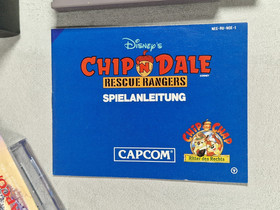 NES-RU-NOE-1
Disney's
CHIP 'N DALE
RESCUE RANGERS
SPIELANLEITUNG
CHIP CHAP
Ritter des Rechts
CAPCOM